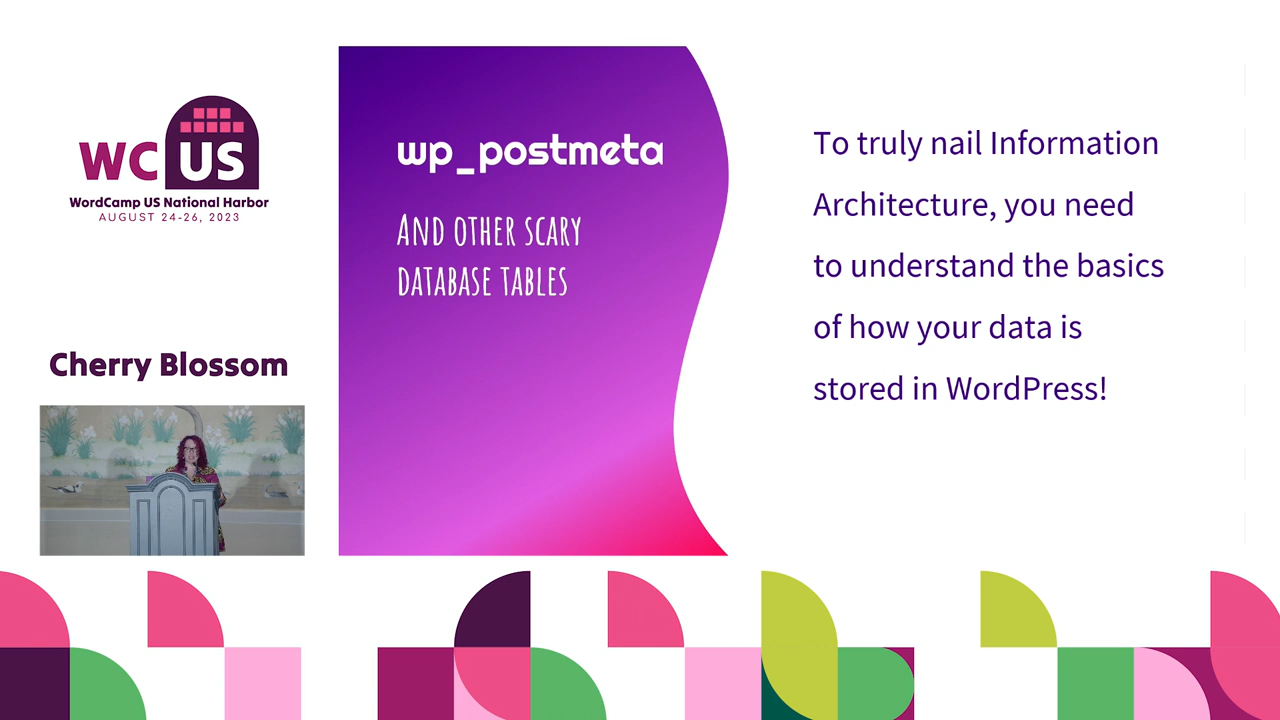 WC US
WordCamp US National Harbor
AUGUST 24-26, 2023
Cherry Blossom
wp_postmeta
And other scary
database tables
To truly nail Information
Architecture, you need
to understand the basics
of how your data is
stored in WordPress!